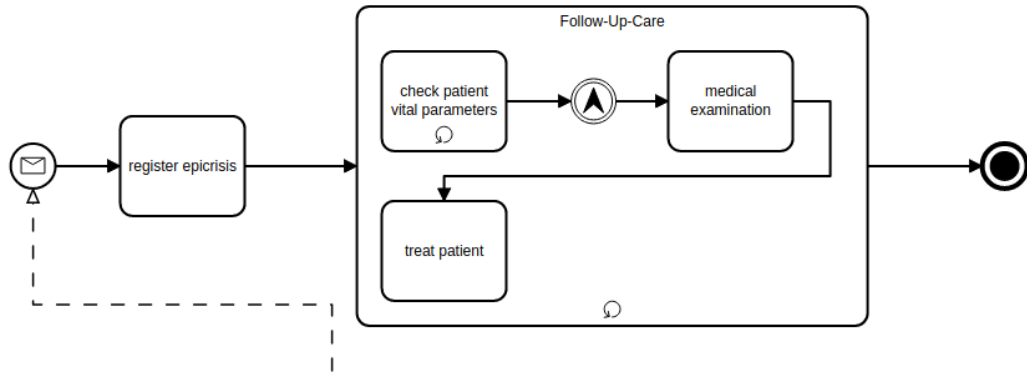 Follow-Up-Care
check patient
vital parameters
medical
examination
register epicrisis
treat patient